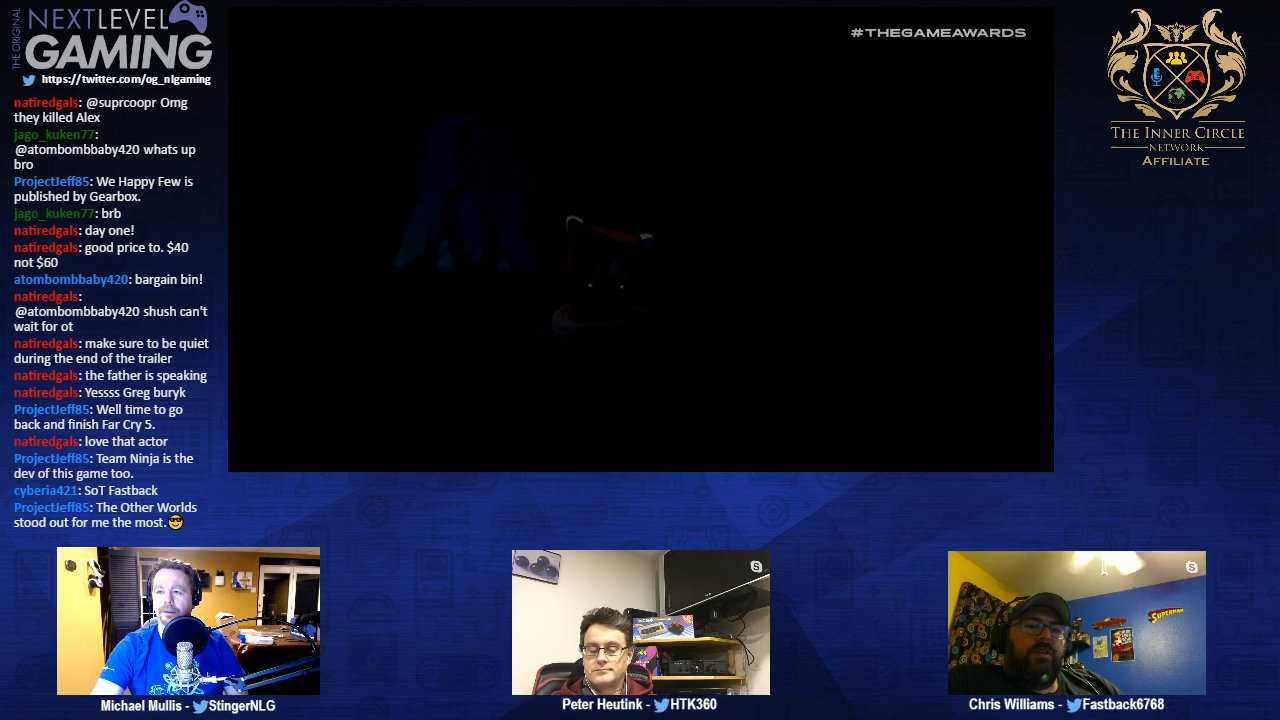 THE ORIGINAL
NEXTLEVEL
GAMING
https://twitter.com/og_nlgaming
natiredgals: @suprcoopr Omg
they killed Alex
jago_kuken77:
@atombombbaby420 whats up
bro
ProjectJeff85: We Happy Few is
published by Gearbox.
jago_kuken77: brb
natiredgals: day one!
natiredgals: good price to. $40
not $60
atombombbaby420: bargain bin!
natiredgals:
@atombombbaby420 shush can't
wait for ot
natiredgals: make sure to be quiet
during the end of the trailer
natiredgals: the father is speaking
natiredgals: Yessss Greg buryk
ProjectJeff85: Well time to go
back and finish Far Cry 5.
natiredgals: love that actor
ProjectJeff85: Team Ninja is the
dev of this game too.
cyberia421: SoT Fastback
ProjectJeff85: The Other Worlds
stood out for me the most.😎
#THEGAMEAWARDS
THE INNER CIRCLE
NETWORK
AFFILIATE
SUPERMAN
Michael Mullis - StingerNLG
Peter Heutink - HTK360
Chris Williams - Fastback6768